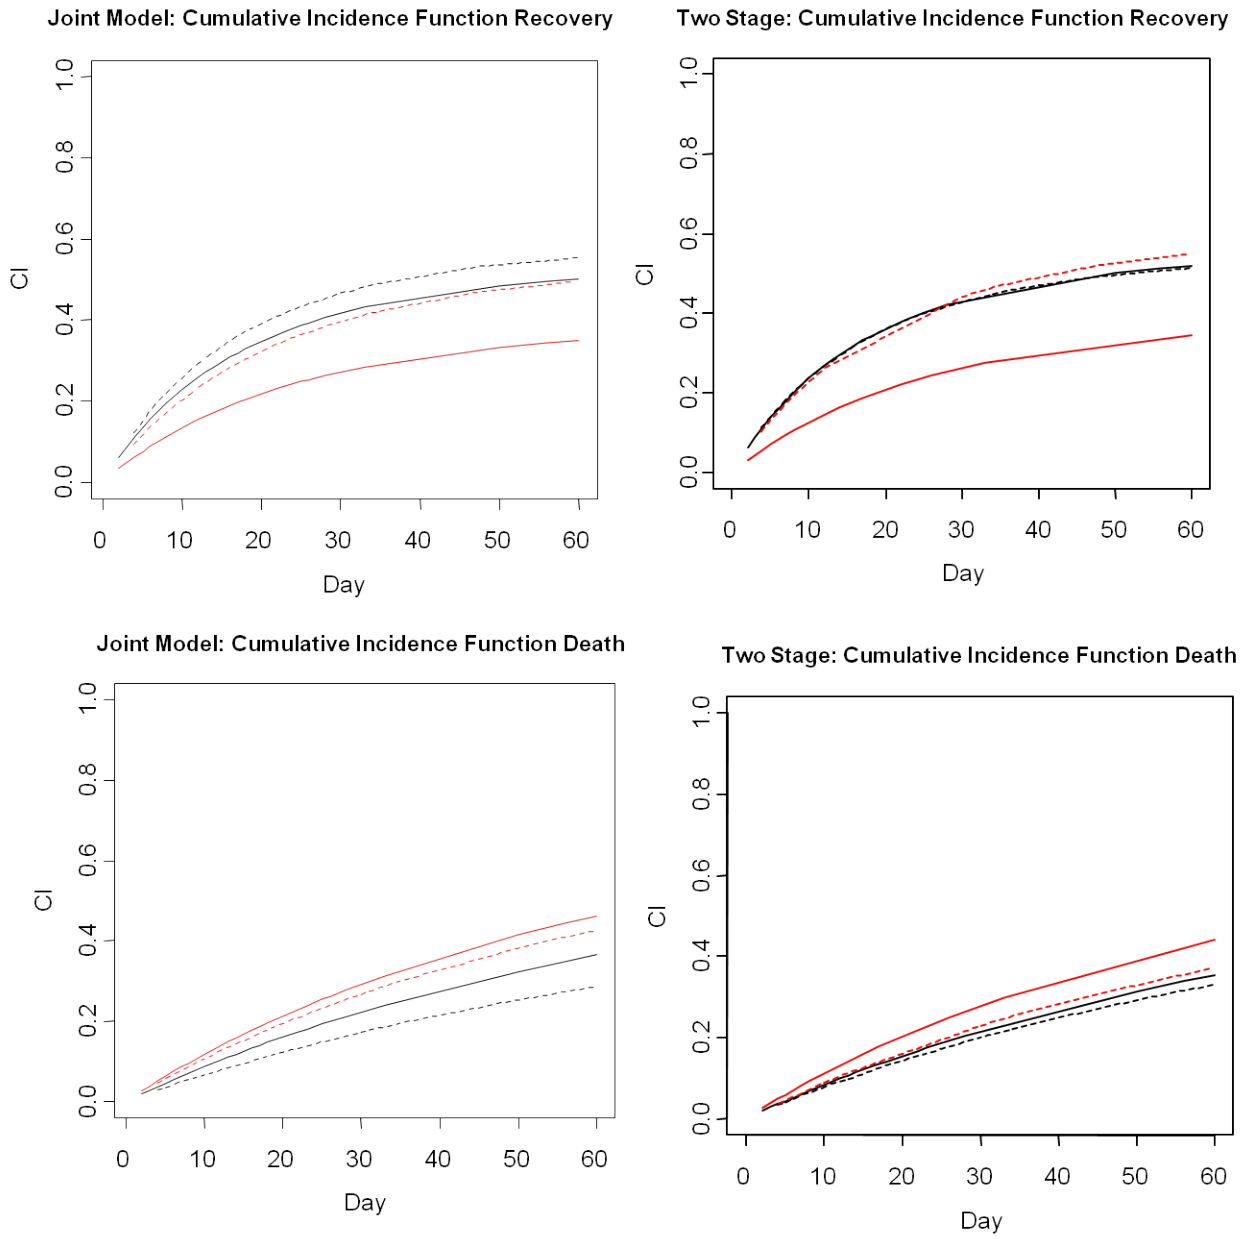 Joint Model: Cumulative Incidence Function Recovery
CI
0.0 0.2 0.4 0.6 0.8 1.0
0 10 20 30 40 50 60
Day
Two Stage: Cumulative Incidence Function Recovery
CI
0.0 0.2 0.4 0.6 0.8 1.0
0 10 20 30 40 50 60
Day
Joint Model: Cumulative Incidence Function Death
CI
0.0 0.2 0.4 0.6 0.8 1.0
0 10 20 30 40 50 60
Day
Two Stage: Cumulative Incidence Function Death
CI
0.0 0.2 0.4 0.6 0.8 1.0
0 10 20 30 40 50 60
Day